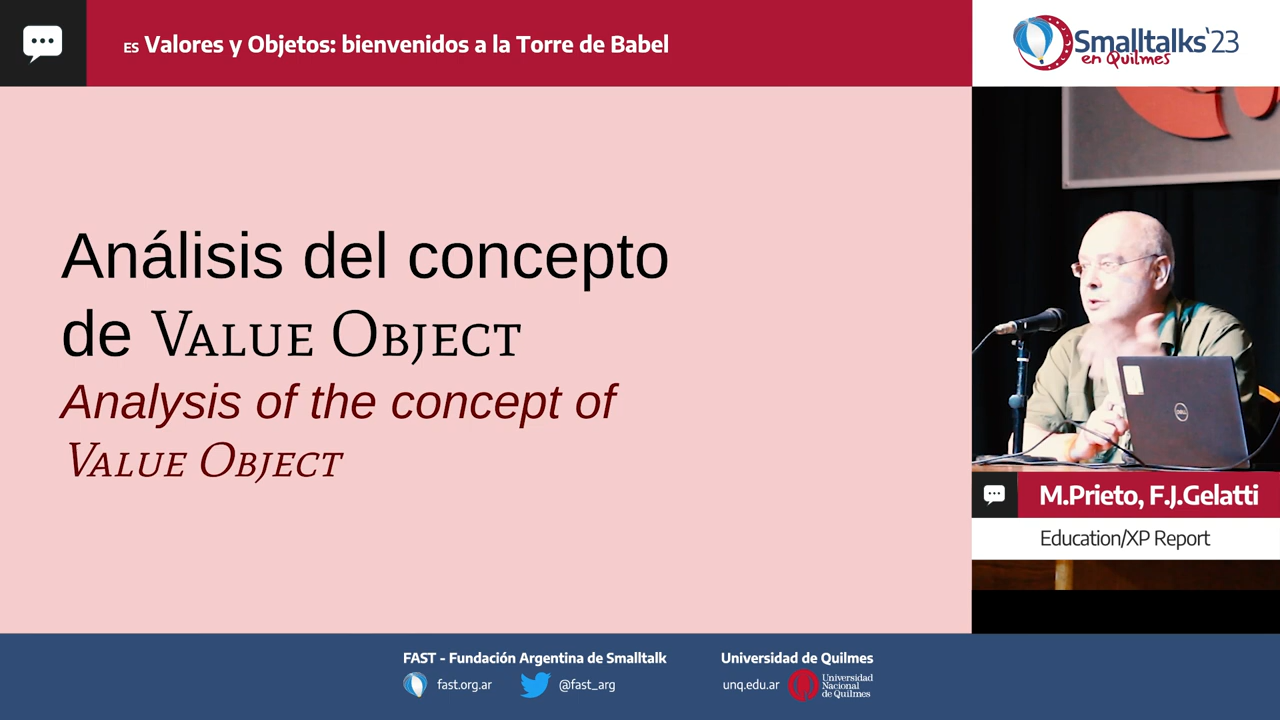 ES Valores y Objetos: bienvenidos a la Torre de Babel
Smalltalks'23
en Quilmes
Análisis del concepto
de VALUE OBJECT
Analysis of the concept of
VALUE OBJECT
DELL
M.Prieto, F.J.Gelatti
Education/XP Report
FAST - Fundación Argentina de Smalltalk
fast.org.ar
@fast_arg
Universidad de Quilmes
unq.edu.ar
Universidad
Nacional
de Quilmes